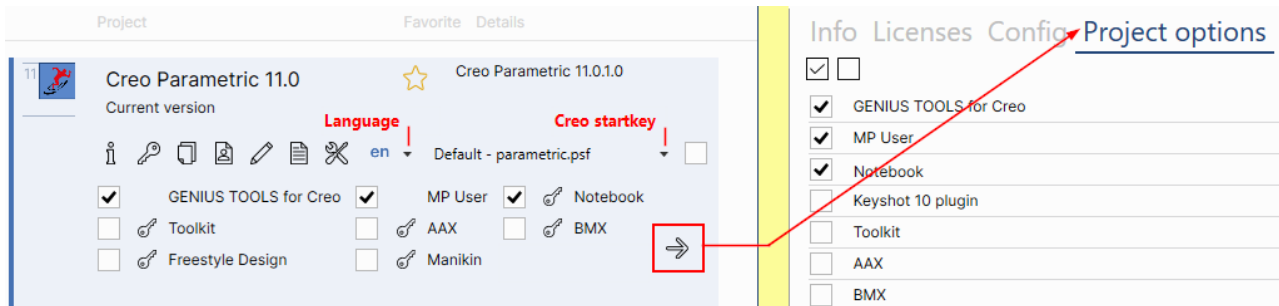 Project Favorite Details
11 Creo Parametric 11.0 Creo Parametric 11.0.1.0
Current version
Language Creo startkey
en Default - parametric.psf
GENIUS TOOLS for Creo MP User Notebook
Toolkit AAX BMX
Freestyle Design Manikin
Info Licenses Config Project options
GENIUS TOOLS for Creo
MP User
Notebook
Keyshot 10 plugin
Toolkit
AAX
BMX